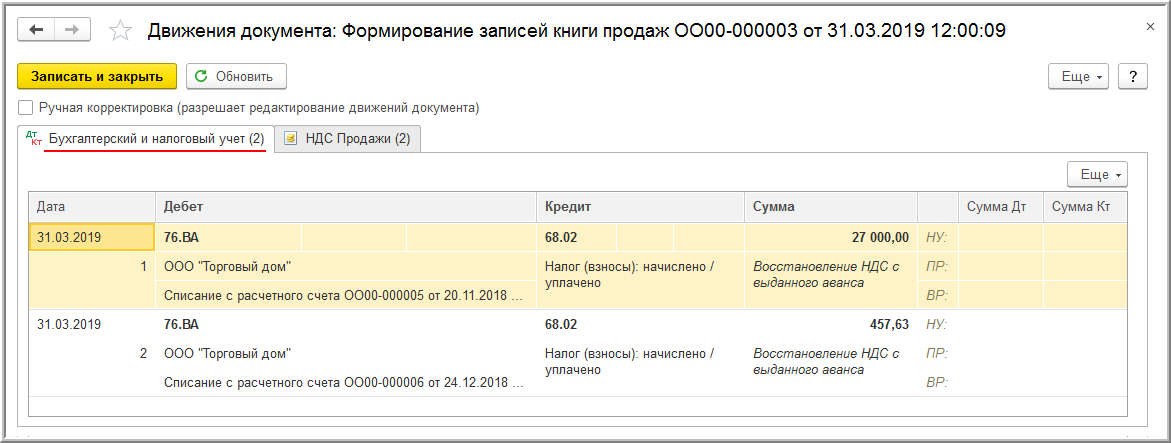 Движения документа: Формирование записей книги продаж ОО00-000003 от 31.03.2019 12:00:09
Записать и закрыть Обновить Еще ?
Ручная корректировка (разрешает редактирование движений документа)
Дт Кт Бухгалтерский и налоговый учет (2) НДС Продажи (2)
Еще
Дата Дебет Кредит Сумма Сумма Дт Сумма Кт
31.03.2019 76.ВА 68.02 27 000,00 НУ:
1 ООО "Торговый дом" Налог (взносы): начислено / Восстановление НДС с ПР:
уплачено выданного аванса
Списание с расчетного счета ОО00-000005 от 20.11.2018 ... ВР:
31.03.2019 76.ВА 68.02 457,63 НУ:
2 ООО "Торговый дом" Налог (взносы): начислено / Восстановление НДС с ПР:
уплачено выданного аванса
Списание с расчетного счета ОО00-000006 от 24.12.2018 ... ВР: